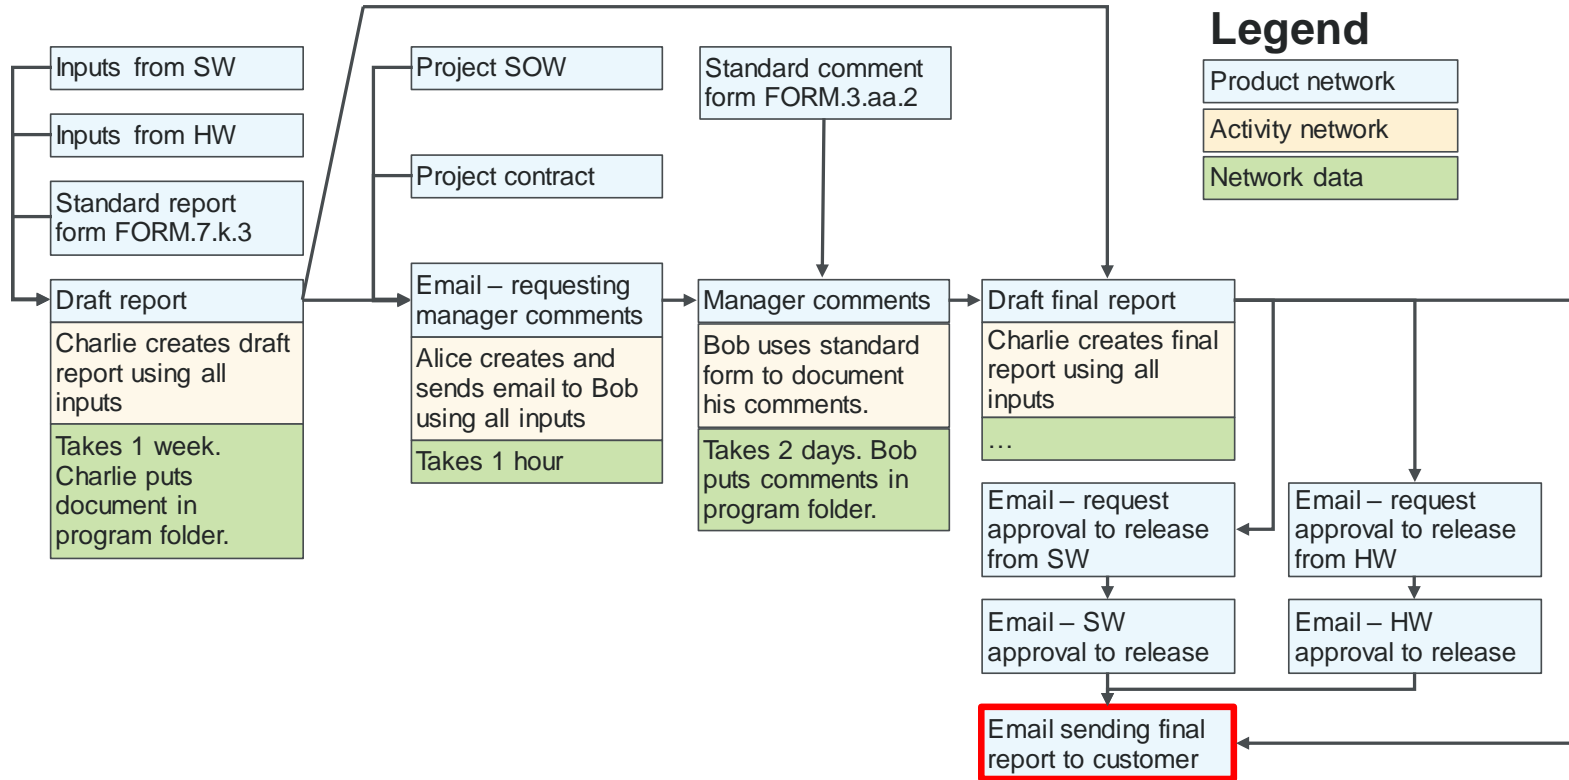 Legend
Product network
Activity network
Network data
Inputs from SW
Inputs from HW
Standard report
form FORM.7.k.3
Draft report
Charlie creates draft
report using all
inputs
Takes 1 week.
Charlie puts
document in
program folder.
Project SOW
Project contract
Email – requesting
manager comments
Alice creates and
sends email to Bob
using all inputs
Takes 1 hour
Standard comment
form FORM.3.aa.2
Manager comments
Bob uses standard
form to document
his comments.
Takes 2 days. Bob
puts comments in
program folder.
Draft final report
Charlie creates final
report using all
inputs
…
Email – request
approval to release
from SW
Email – SW
approval to release
Email – request
approval to release
from HW
Email – HW
approval to release
Email sending final
report to customer